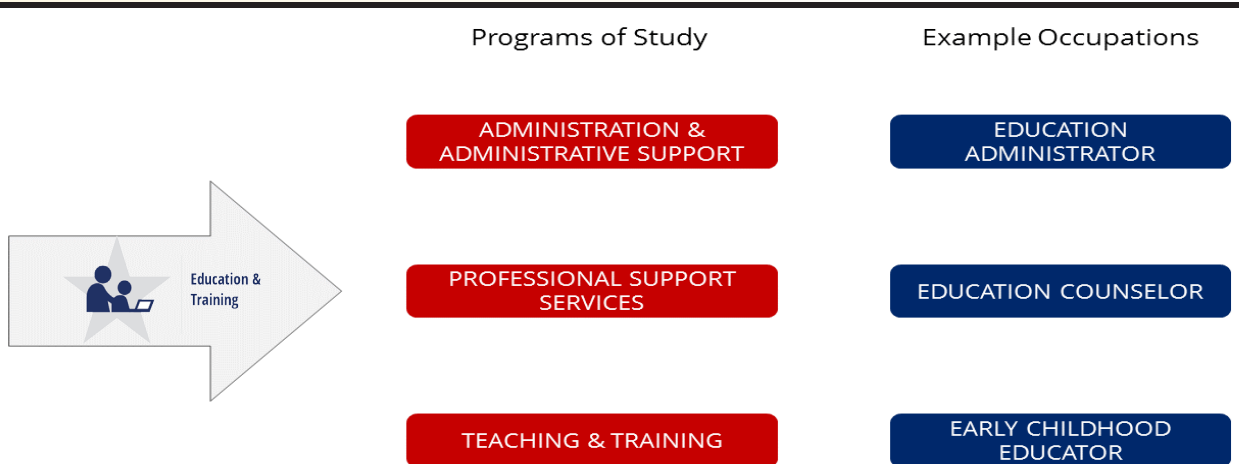 Programs of Study
Example Occupations
ADMINISTRATION &
ADMINISTRATIVE SUPPORT
EDUCATION
ADMINISTRATOR
Education &
Training
PROFESSIONAL SUPPORT
SERVICES
EDUCATION COUNSELOR
TEACHING & TRAINING
EARLY CHILDHOOD
EDUCATOR